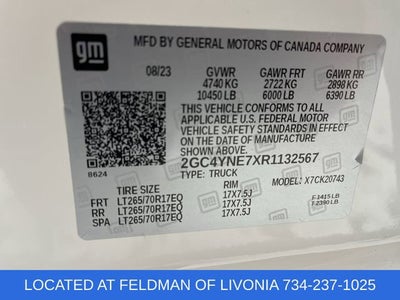 gm
MFD BY GENERAL MOTORS OF CANADA COMPANY
08/23 GVWR GAWR FRT GAWR RR
4740 KG 2722 KG 2898 KG
10450 LB 6000 LB 6390 LB
THIS VEHICLE CONFORMS TO ALL
APPLICABLE U.S. FEDERAL MOTOR
VEHICLE SAFETY STANDARDS IN
EFFECT ON THE DATE OF
MANUFACTURE SHOWN ABOVE.
2GC4YNE7XR1132567
8624 TYPE: TRUCK MODEL: X7CK20743
TIRE SIZE RIM
FRT LT265/70R17EQ 17X7.5J F:1415 LB
RR LT265/70R17EQ 17X7.5J F:2390 LB
SPA LT265/70R17EQ 17X7.5J
LOCATED AT FELDMAN OF LIVONIA 734-237-1025